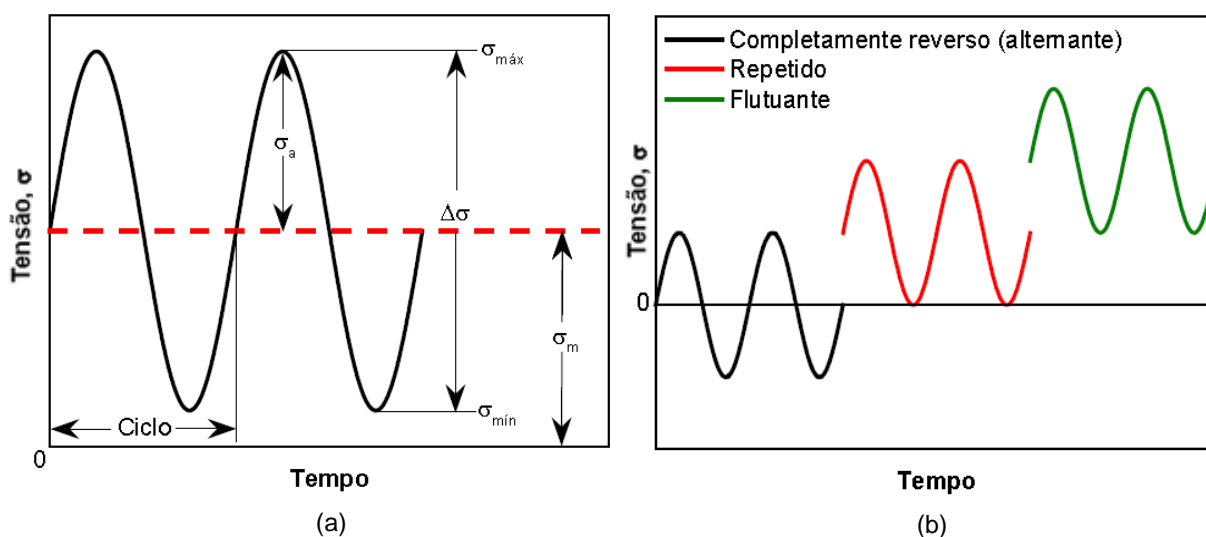 σmáx
σa
Δσ
σm
σmín
Ciclo
0
Tensão, σ
Tempo
(a)
Completamente reverso (alternante)
Repetido
Flutuante
Tensão, σ
0
Tempo
(b)